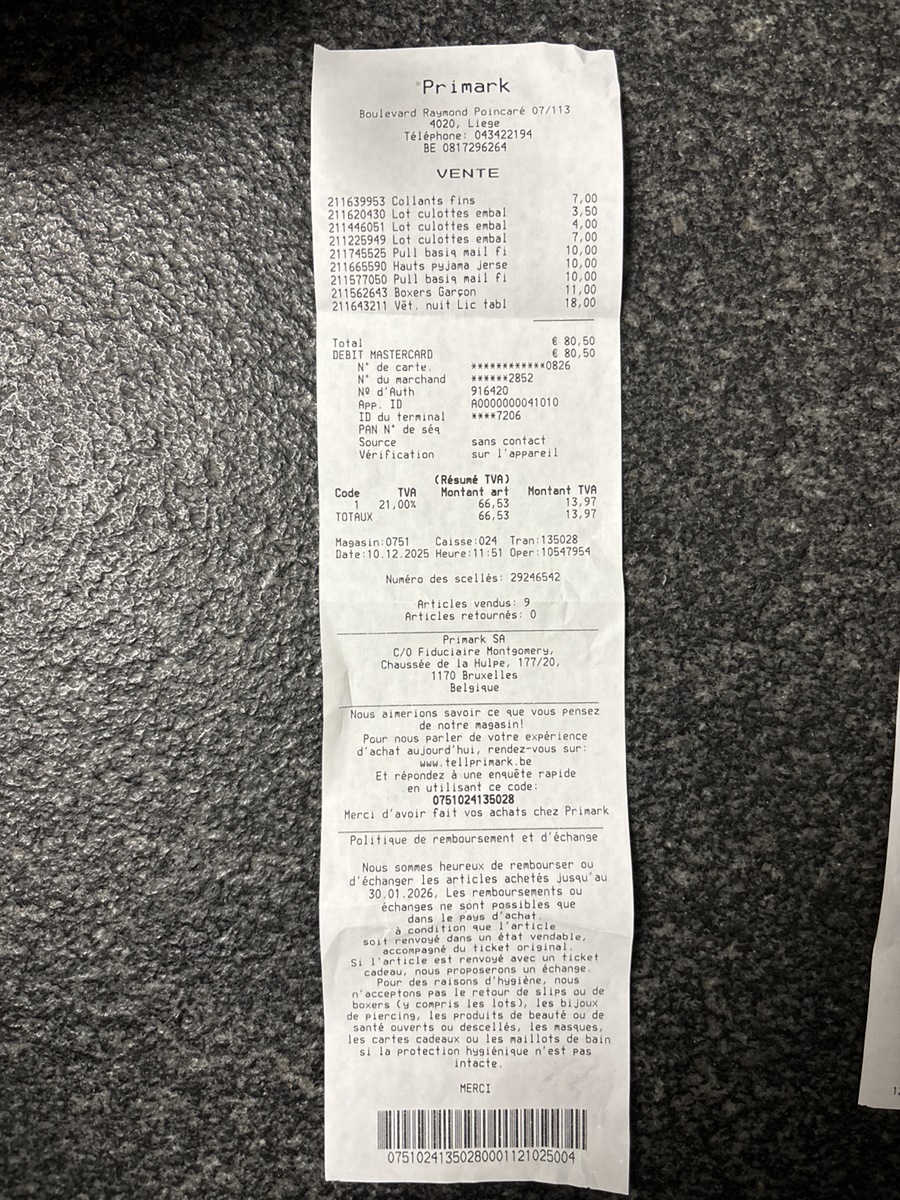 Primark
Boulevard Raymond Poincaré 07/113
4020, Liege
Téléphone: 043422194
BE 0817296264
VENTE
211639953 Collants fins 7,00
211620430 Lot culottes embal 3,50
211446051 Lot culottes embal 4,00
211225949 Lot culottes embal 7,00
211745525 Pull basiq mail fi 10,00
211665590 Hauts pyjama jerse 10,00
211577050 Pull basiq mail fi 10,00
211562643 Boxers Garçon 11,00
211643211 Vêt. nuit Lic tabl 18,00
Total € 80,50
DEBIT MASTERCARD € 80,50
N° de carte. ************0826
N° du marchand ******2852
Nº d'Auth 916420
App. ID A0000000041010
ID du terminal ****7206
PAN N° de séq
Source sans contact
Vérification sur l'appareil
(Résumé TVA)
Code TVA Montant art Montant TVA
1 21,00% 66,53 13,97
TOTAUX 66,53 13,97
Magasin:0751 Caisse:024 Tran:135028
Date:10.12.2025 Heure:11:51 Oper:10547954
Numéro des scellés: 29246542
Articles vendus: 9
Articles retournés: 0
Primark SA
C/O Fiduciaire Montgomery,
Chaussée de la Hulpe, 177/20,
1170 Bruxelles
Belgique
Nous aimerions savoir ce que vous pensez
de notre magasin!
Pour nous parler de votre expérience
d'achat aujourd'hui, rendez-vous sur:
www.tellprimark.be
Et répondez à une enquête rapide
en utilisant ce code:
0751024135028
Merci d'avoir fait vos achats chez Primark
Politique de remboursement et d'échange
Nous sommes heureux de rembourser ou
d'échanger les articles achetés jusqu'au
30.01.2026, Les remboursements ou
échanges ne sont possibles que
dans le pays d'achat.
à condition que l'article
soit renvoyé dans un état vendable,
accompagné du ticket original.
Si l'article est renvoyé avec un ticket
cadeau, nous proposerons un échange.
Pour des raisons d'hygiène, nous
n'acceptons pas le retour de slips ou de
boxers (y compris les lots), les bijoux
de piercing, les produits de beauté ou de
santé ouverts ou descellés, les masques,
les cartes cadeaux ou les maillots de bain
si la protection hygiénique n'est pas
intacte.
MERCI
07510241350280001121025004